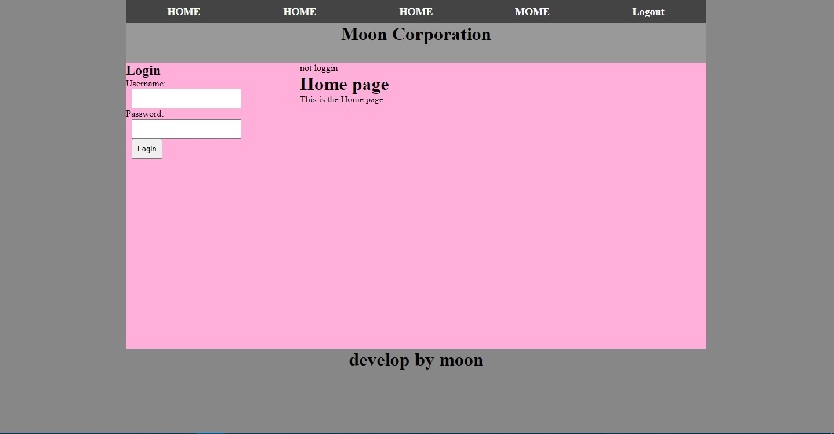 HOME HOME HOME MOME Logout
Moon Corporation
Login
Username:
Password:
Login
not loggin
Home page
This is the Home page
develop by moon